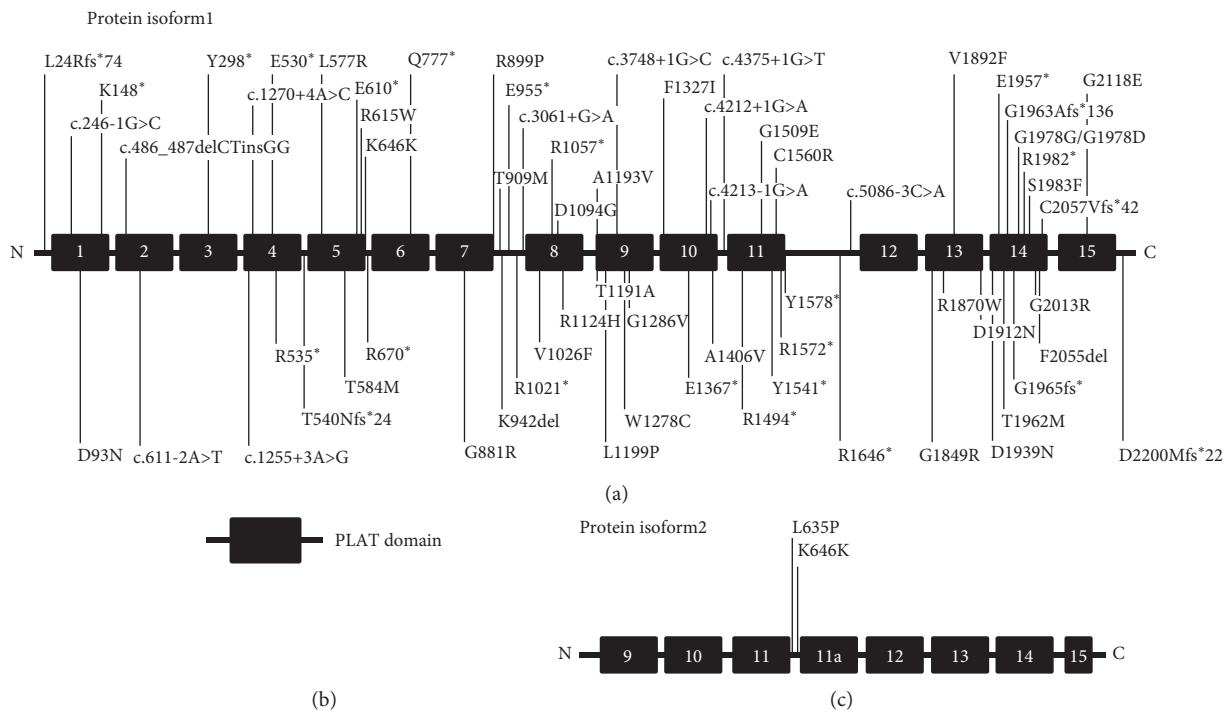 Protein isoform1
L24Rfs*74
Y298*
E530*
L577R
Q777*
R899P
c.3748+1G>C
c.4375+1G>T
V1892F
K148*
c.1270+4A>C
E610*
E955*
F1327I
E1957*
G2118E
c.246-1G>C
R615W
c.3061+G>A
c.4212+1G>A
G1963Afs*136
c.486_487delCTinsGG
K646K
R1057*
G1509E
G1978G/G1978D
T909M
A1193V
C1560R
R1982*
D1094G
c.4213-1G>A
c.5086-3C>A
S1983F
C2057Vfs*42
N 1 2 3 4 5 6 7 8 9 10 11 12 13 14 15 C
T1191A
Y1578*
R1870W
G2013R
R1124H
G1286V
D1912N
R535*
R670*
V1026F
A1406V
R1572*
F2055del
T584M
R1021*
E1367*
Y1541*
G1965fs*
T540Nfs*24
K942del
W1278C
R1494*
T1962M
D93N
c.611-2A>T
c.1255+3A>G
G881R
L1199P
R1646*
G1849R
D1939N
D2200Mfs*22
(a)
PLAT domain
(b)
Protein isoform2
L635P
K646K
N 9 10 11 11a 12 13 14 15 C
(c)